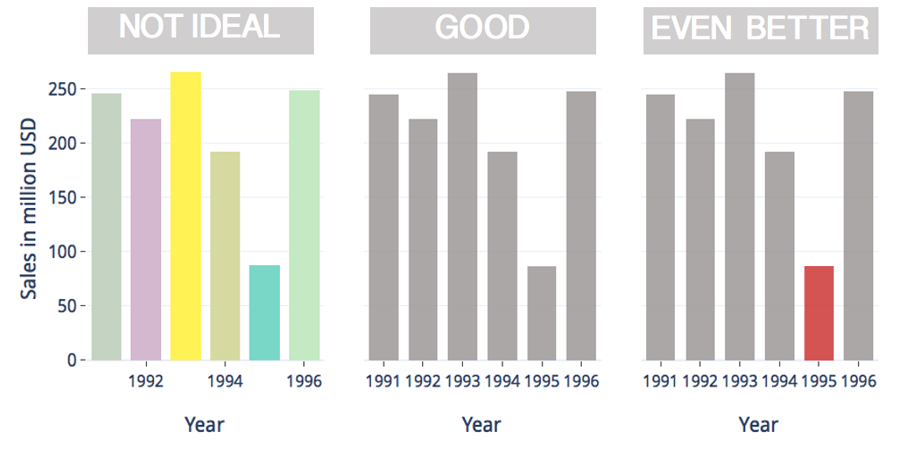 NOT IDEAL
GOOD
EVEN BETTER
Sales in million USD
250
200
150
100
50
0
1992 1994 1996
Year
1991 1992 1993 1994 1995 1996
Year
1991 1992 1993 1994 1995 1996
Year